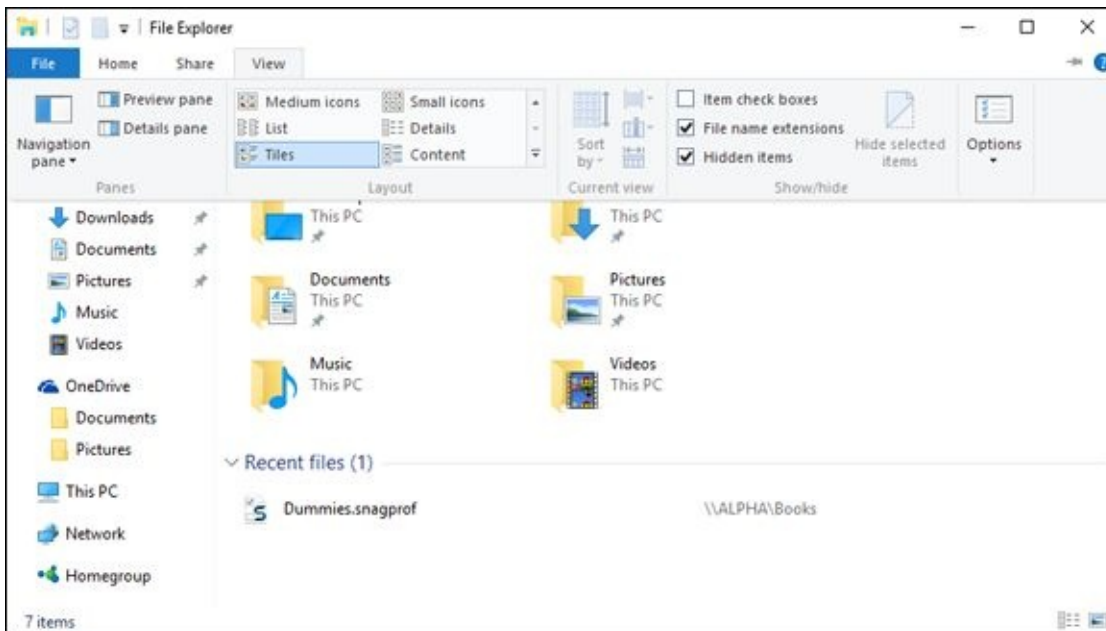 File Explorer
File Home Share View
Navigation pane
Preview pane
Details pane
Panes
Medium icons Small icons
List Details
Tiles Content
Layout
Sort by
Current view
Item check boxes
File name extensions
Hidden items
Hide selected items
Show/hide
Options
Downloads
Documents
Pictures
Music
Videos
OneDrive
Documents
Pictures
This PC
Network
Homegroup
This PC
This PC
Documents
This PC
Pictures
This PC
Music
This PC
Videos
This PC
Recent files (1)
Dummies.snagprof \\ALPHA\Books
7 items